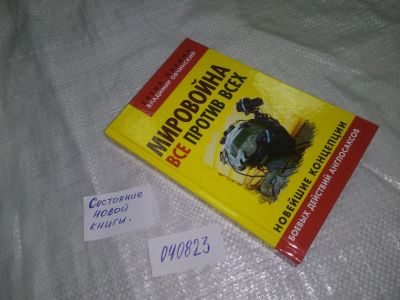 ВЛАДИМИР ОВЧИНСКИЙ
МИРОВОЙНА
ВСЕ ПРОТИВ ВСЕХ
НОВЕЙШИЕ КОНЦЕПЦИИ
БОЕВЫХ ДЕЙСТВИЙ АНГЛОСАКСОВ
Состояние
новой
книги.
040823